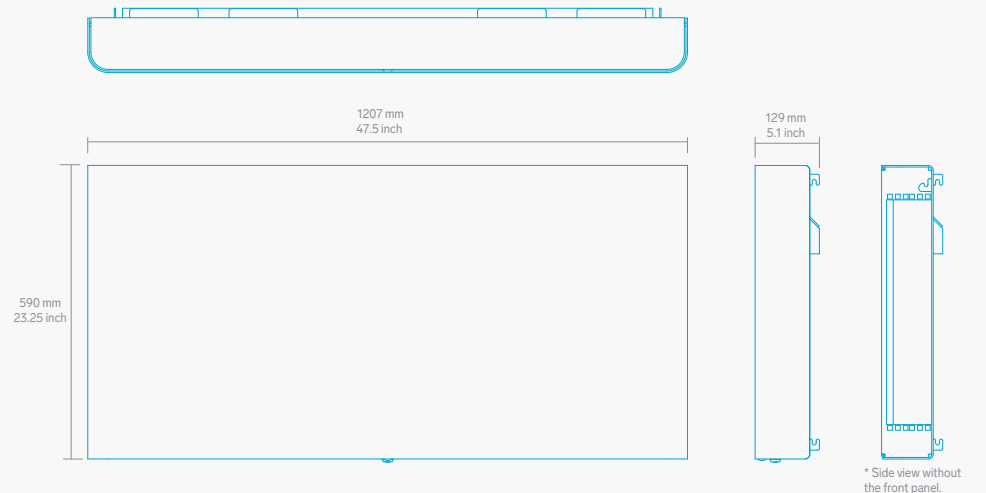 1207 mm
47.5 inch
129 mm
5.1 inch
590 mm
23.25 inch
* Side view without
the front panel.